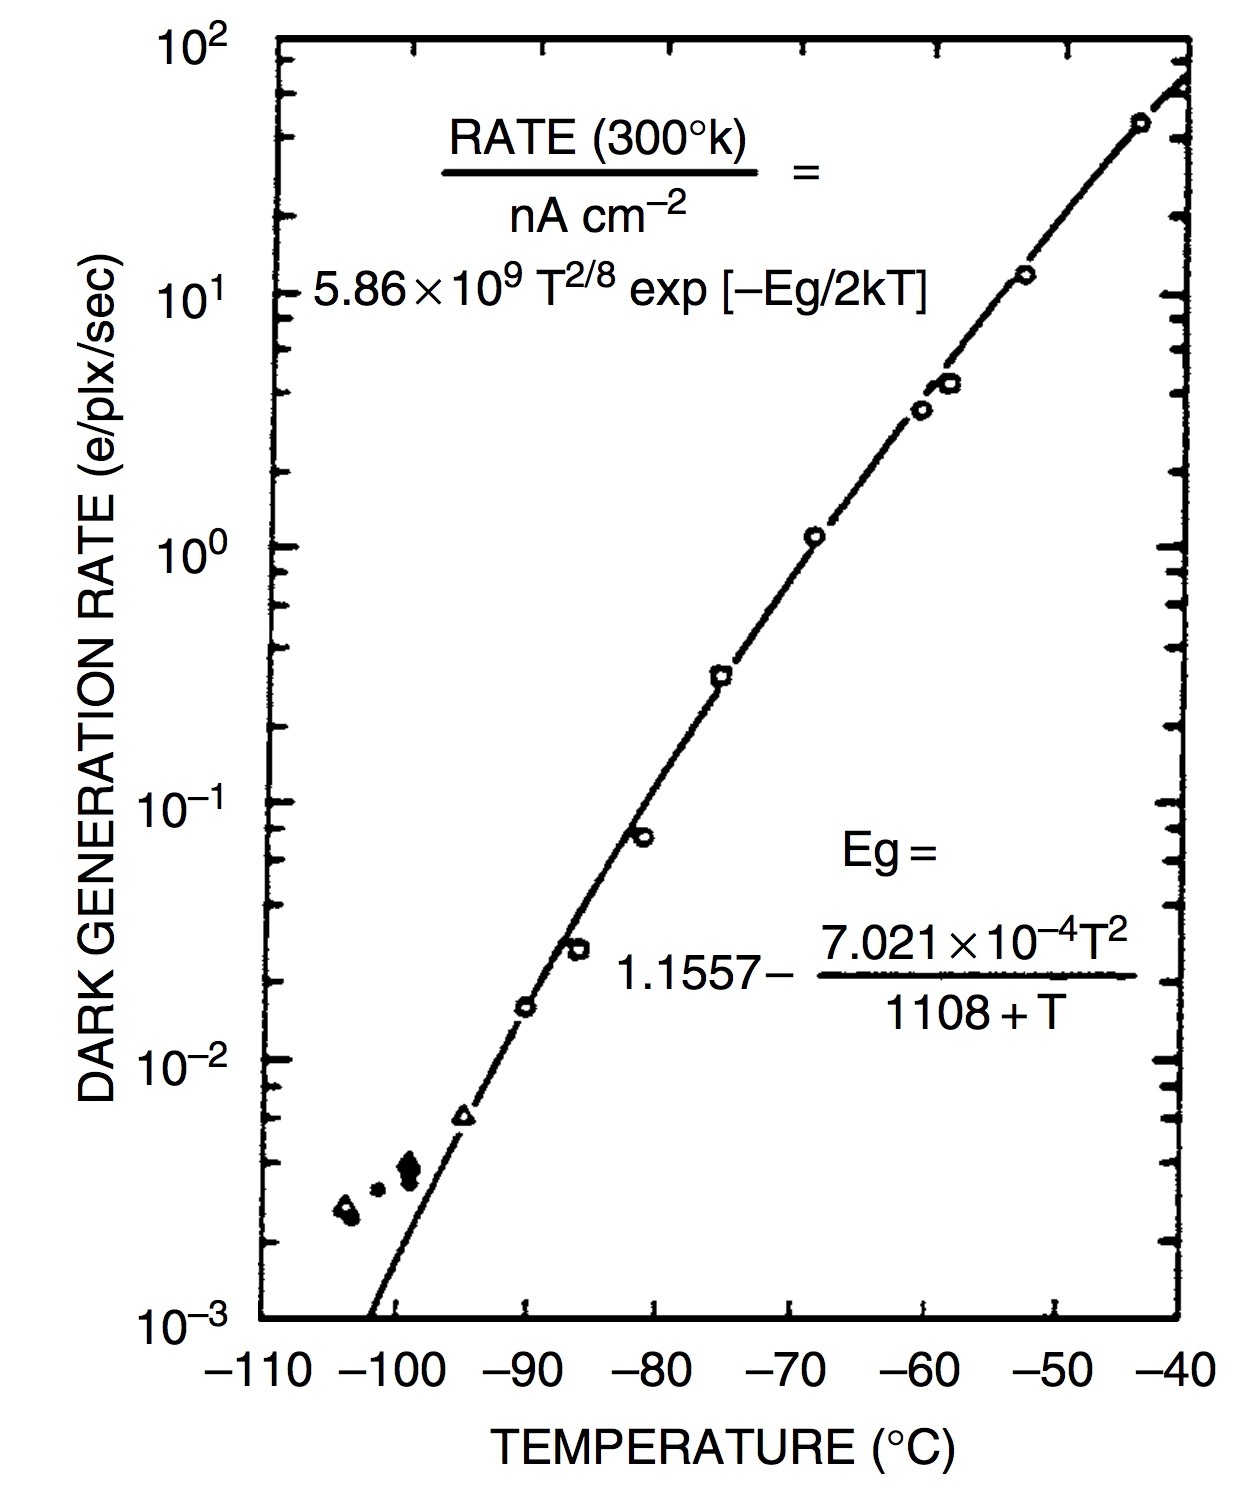 10²
10¹
10⁰
10⁻¹
10⁻²
10⁻³
DARK GENERATION RATE (e/plx/sec)
RATE (300°k)
nA cm⁻²
=
5.86×10⁹ T²ᐟ⁸ exp [–Eg/2kT]
Eg =
1.1557– 7.021×10⁻⁴T²
1108 + T
–110 –100 –90 –80 –70 –60 –50 –40
TEMPERATURE (°C)